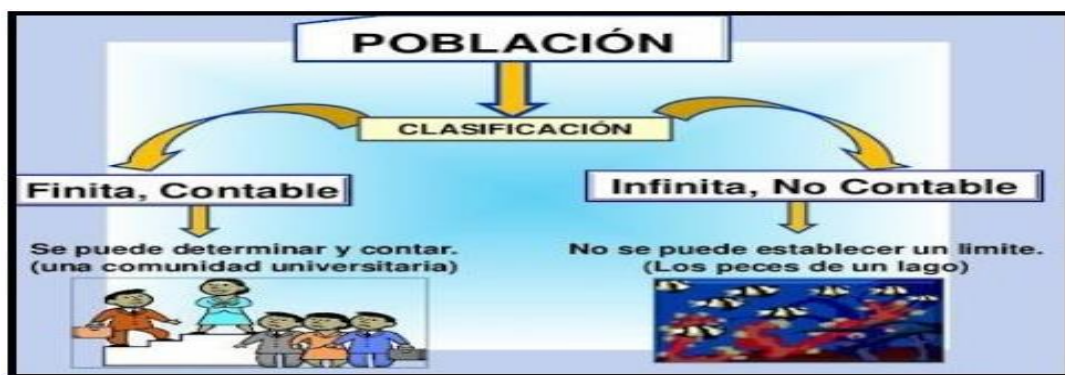 POBLACIÓN
CLASIFICACIÓN
Finita, Contable
Se puede determinar y contar.
(una comunidad universitaria)
Infinita, No Contable
No se puede establecer un limite.
(Los peces de un lago)